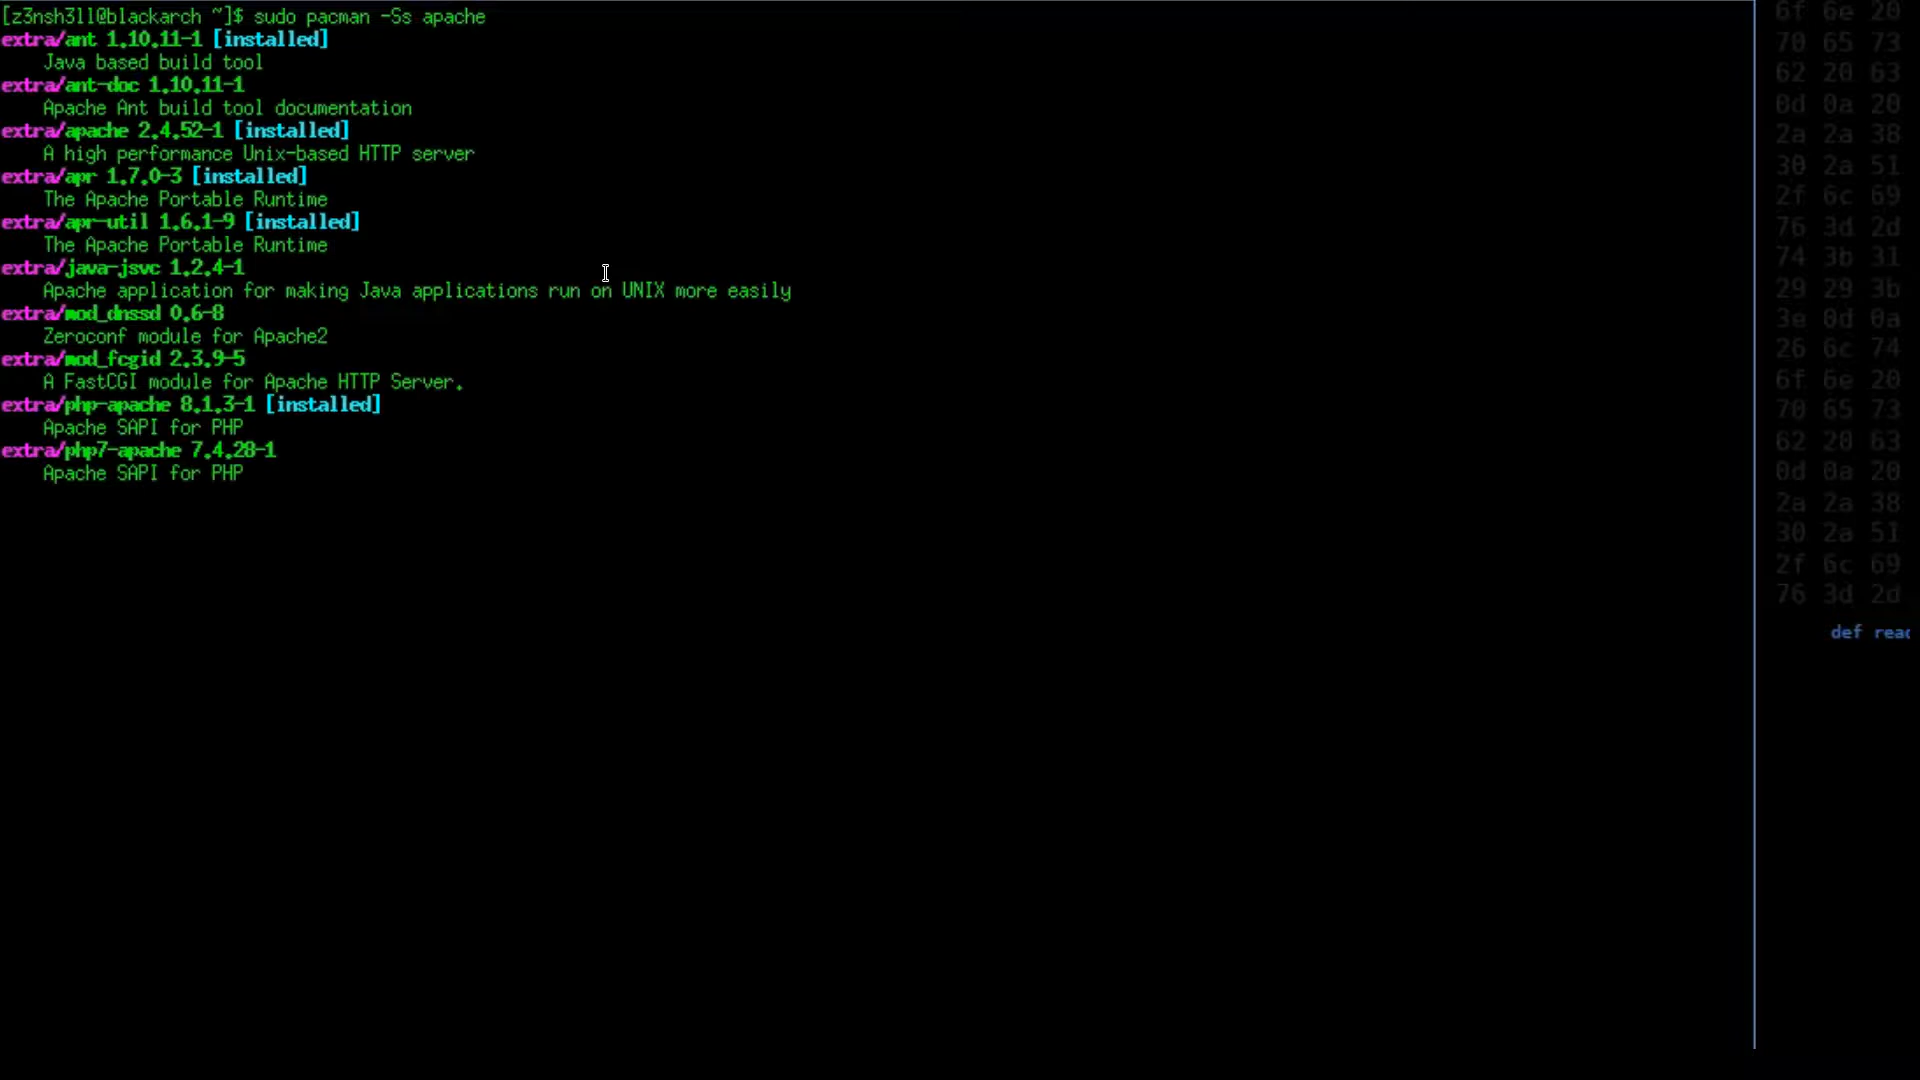 [z3nsh3ll@blackarch ~]$ sudo pacman -Ss apache
extra/ant 1.10.11-1 [installed]
    Java based build tool
extra/ant-doc 1.10.11-1
    Apache Ant build tool documentation
extra/apache 2.4.52-1 [installed]
    A high performance Unix-based HTTP server
extra/apr 1.7.0-3 [installed]
    The Apache Portable Runtime
extra/apr-util 1.6.1-9 [installed]
    The Apache Portable Runtime
extra/java-jsvc 1.2.4-1
    Apache application for making Java applications run on UNIX more easily
extra/mod_dnssd 0.6-8
    Zeroconf module for Apache2
extra/mod_fcgid 2.3.9-5
    A FastCGI module for Apache HTTP Server.
extra/php-apache 8.1.3-1 [installed]
    Apache SAPI for PHP
extra/php7-apache 7.4.28-1
    Apache SAPI for PHP
6f 6e 20
70 65 73
62 20 63
0d 0a 20
2a 2a 38
30 2a 51
2f 6c 69
76 3d 2d
74 3b 31
29 29 3b
3e 0d 0a
26 6c 74
6f 6e 20
70 65 73
62 20 63
0d 0a 20
2a 2a 38
30 2a 51
2f 6c 69
76 3d 2d
def